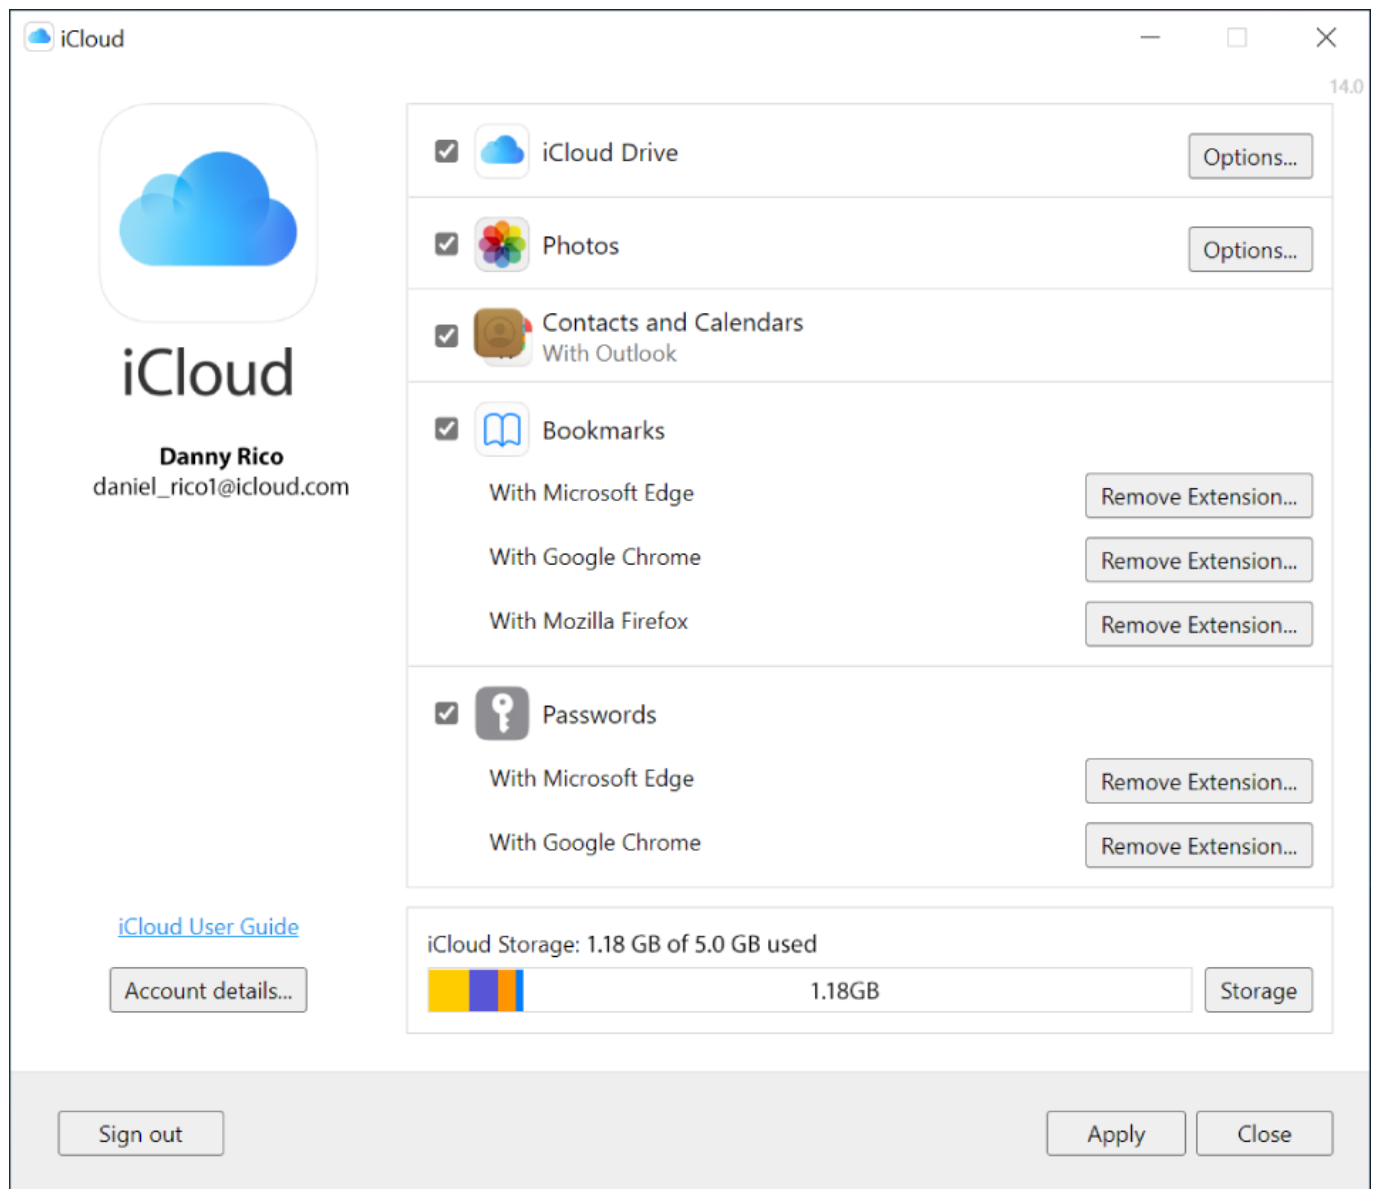 iCloud
14.0
iCloud
Danny Rico
daniel_rico1@icloud.com
iCloud User Guide
Account details...
iCloud Drive
Options...
Photos
Options...
Contacts and Calendars
With Outlook
Bookmarks
With Microsoft Edge
Remove Extension...
With Google Chrome
Remove Extension...
With Mozilla Firefox
Remove Extension...
Passwords
With Microsoft Edge
Remove Extension...
With Google Chrome
Remove Extension...
iCloud Storage: 1.18 GB of 5.0 GB used
1.18GB
Storage
Sign out
Apply
Close